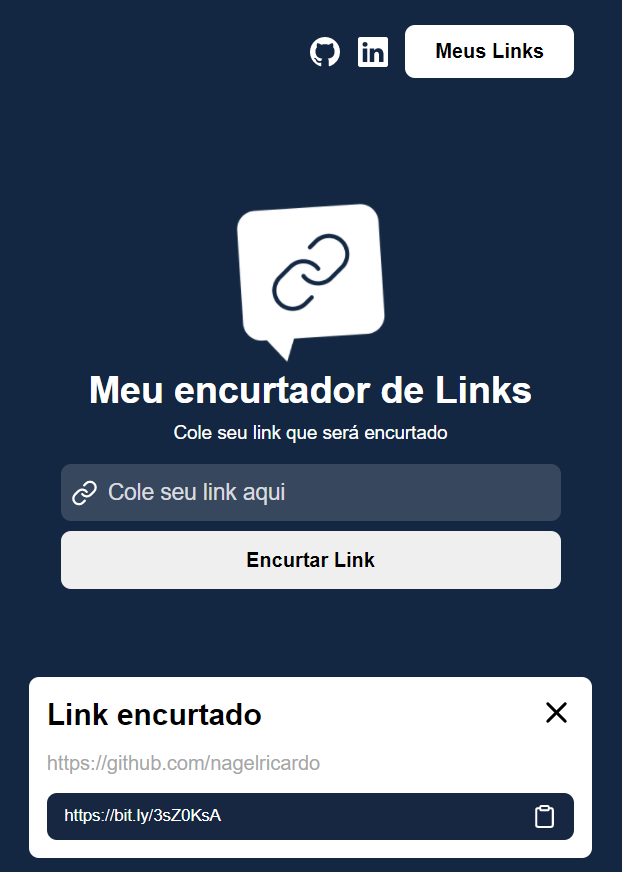 Meus Links
Meu encurtador de Links
Cole seu link que será encurtado
Cole seu link aqui
Encurtar Link
Link encurtado
https://github.com/nagelricardo
https://bit.ly/3sZ0KsA